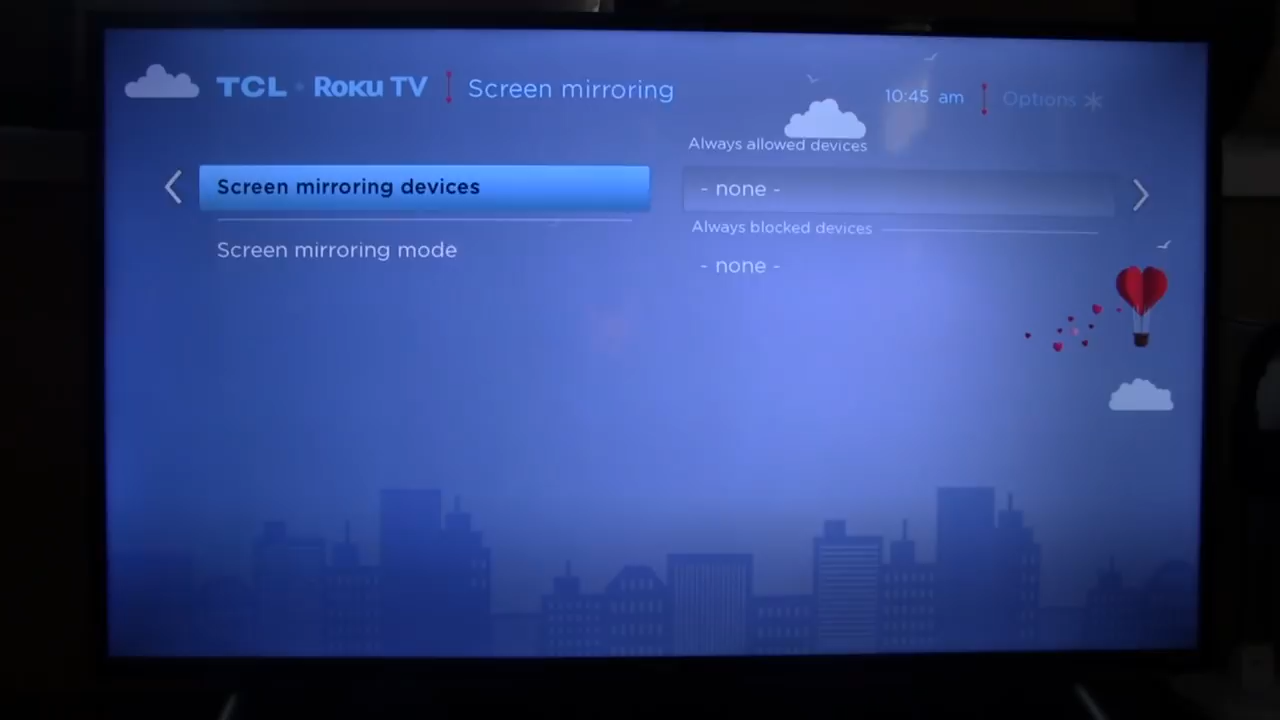 TCL • Roku TV | Screen mirroring
10:45 am | Options *
Always allowed devices
Screen mirroring devices
- none -
Always blocked devices
Screen mirroring mode
- none -